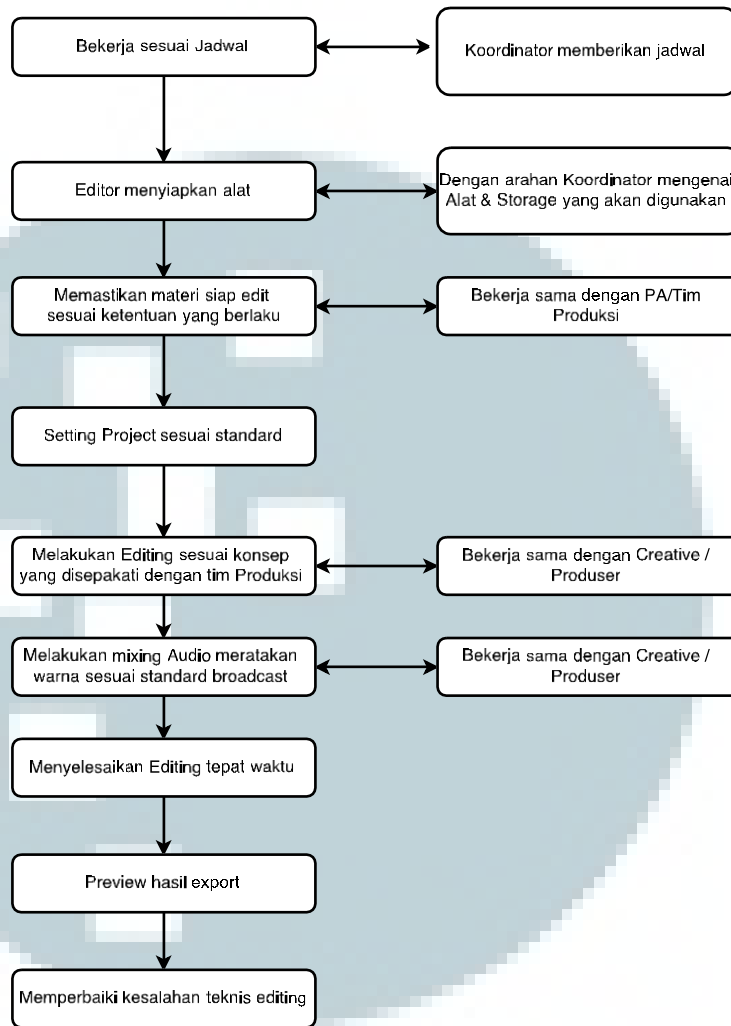 Bekerja sesuai Jadwal
Koordinator memberikan jadwal
Editor menyiapkan alat
Dengan arahan Koordinator mengenai
Alat & Storage yang akan digunakan
Memastikan materi siap edit
sesuai ketentuan yang berlaku
Bekerja sama dengan PA/Tim
Produksi
Setting Project sesuai standard
Melakukan Editing sesuai konsep
yang disepakati dengan tim Produksi
Bekerja sama dengan Creative /
Produser
Melakukan mixing Audio meratakan
warna sesuai standard broadcast
Bekerja sama dengan Creative /
Produser
Menyelesaikan Editing tepat waktu
Preview hasil export
Memperbaiki kesalahan teknis editing